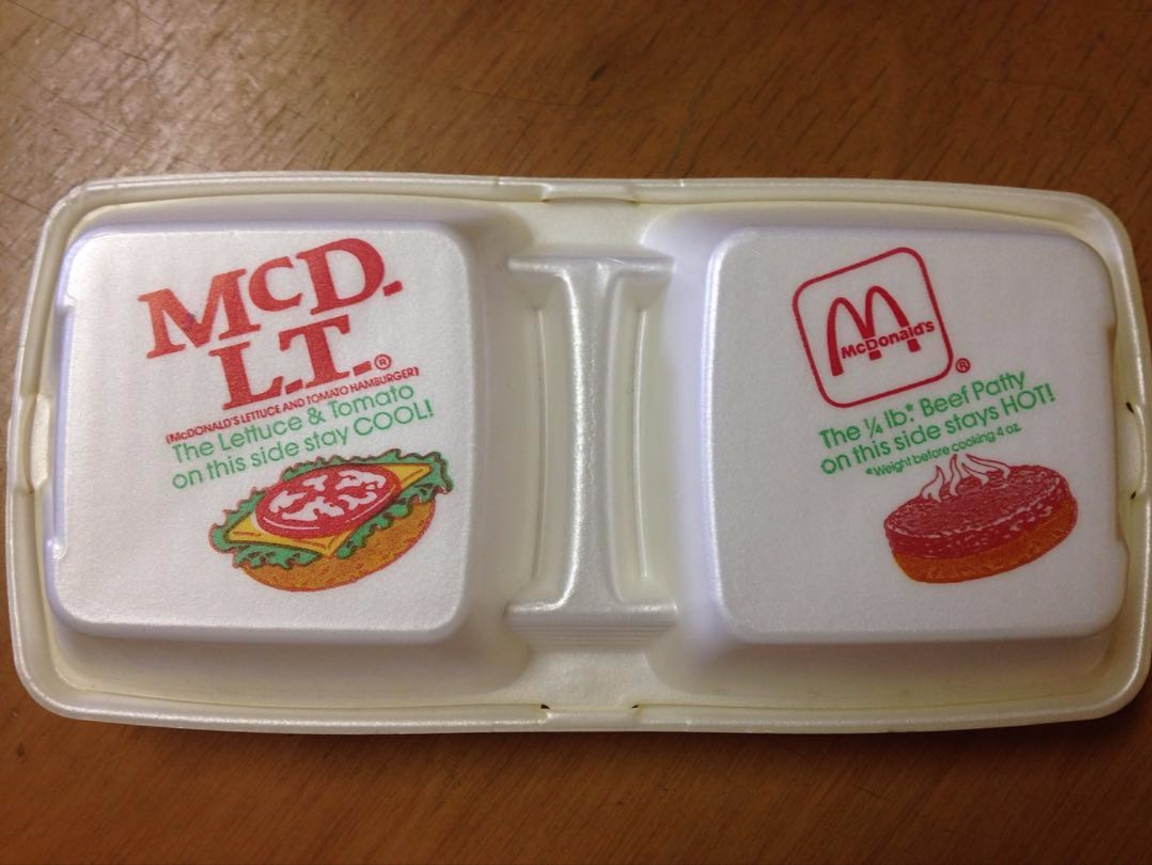 McD.
L.T.®
(McDONALD'S LETTUCE AND TOMATO HAMBURGER)
The Lettuce & Tomato
on this side stay COOL!
McDonald's
®
The ¼ lb* Beef Patty
on this side stays HOT!
*Weight before cooking 4 oz.